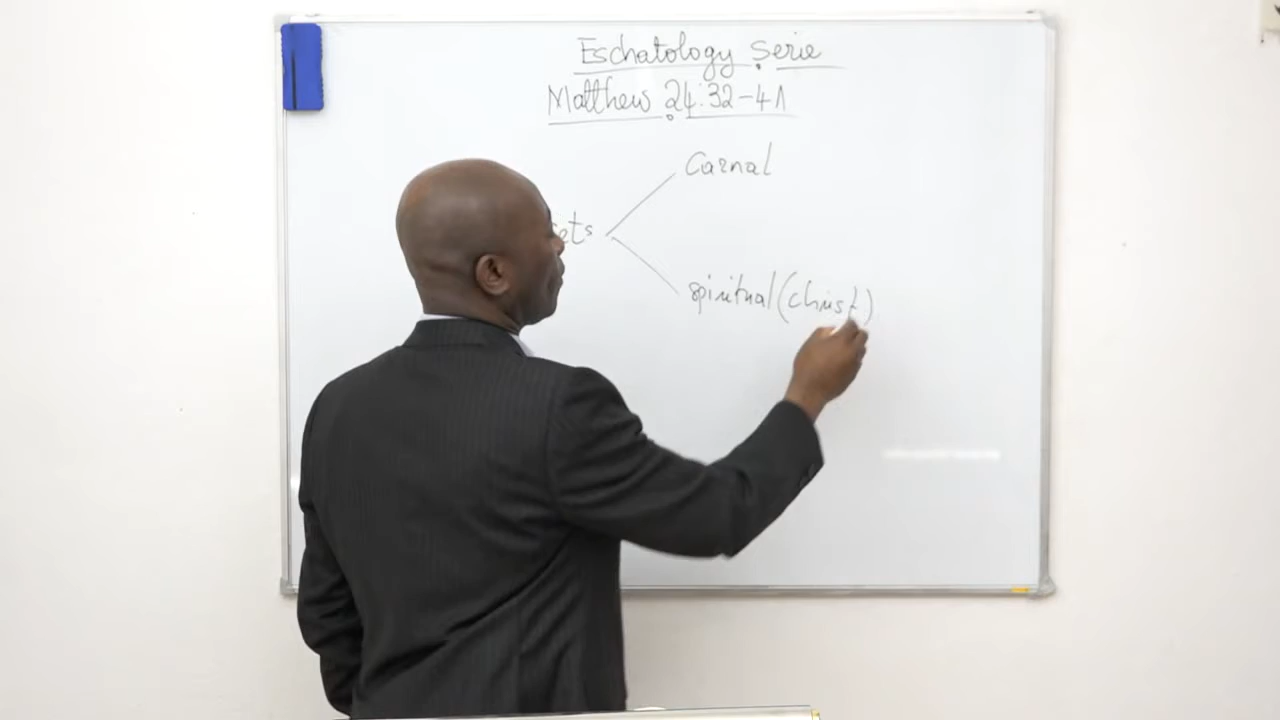 Eschatology Serie
Matthew 24:32-41
Carnal
spiritual (Christ)